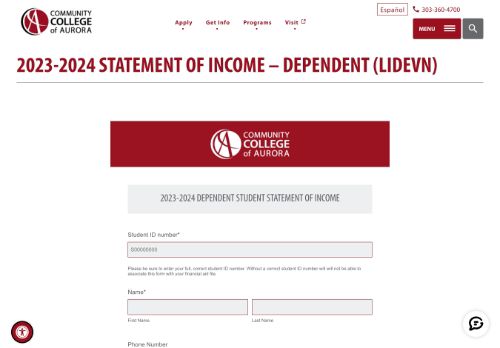 COMMUNITY
COLLEGE
of AURORA
Apply
Get Info
Programs
Visit
Español
303-360-4700
MENU
2023-2024 STATEMENT OF INCOME – DEPENDENT (LIDEVN)
COMMUNITY
COLLEGE
OF AURORA
2023-2024 DEPENDENT STUDENT STATEMENT OF INCOME
Student ID number*
S00000000
Please be sure to enter your full, correct student ID number. Without a correct student ID number will not be able to
associate this form with your financial aid file.
Name*
First Name
Last Name
Phone Number